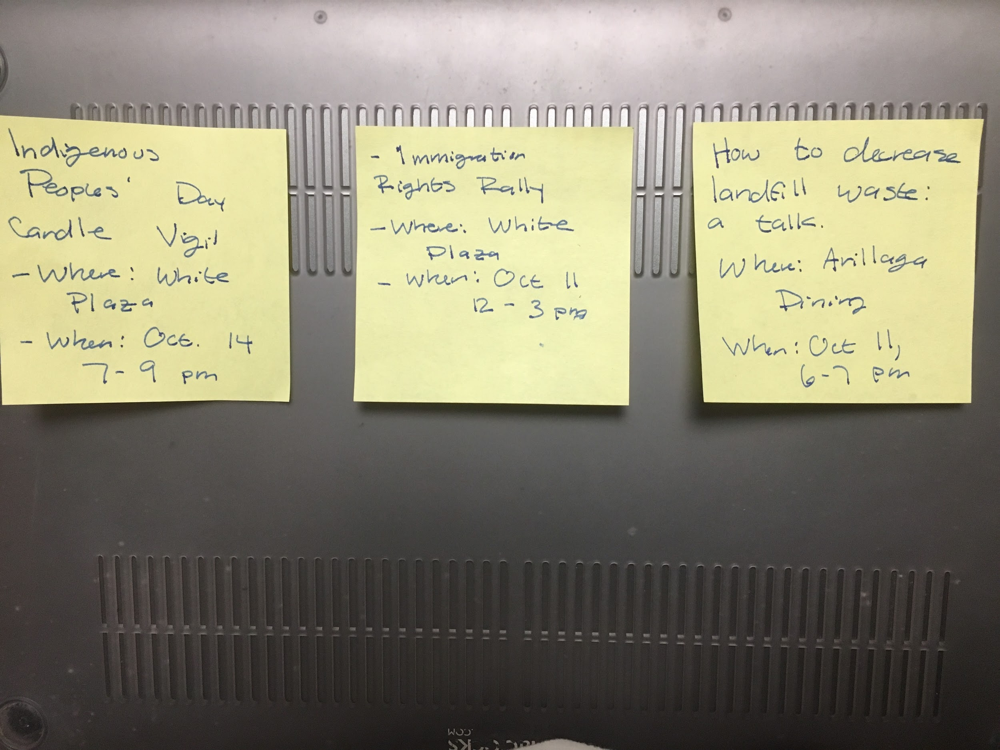 Indigenous
Peoples' Day
Candle Vigil
- Where: White
Plaza
- When: Oct. 14
7-9 pm
- Immigration
Rights Rally
- Where: White
Plaza
- When: Oct 11
12 - 3 pm
How to decrease
landfill waste:
a talk.
Where: Arillaga
Dining
When: Oct 11,
6-7 pm
.COM